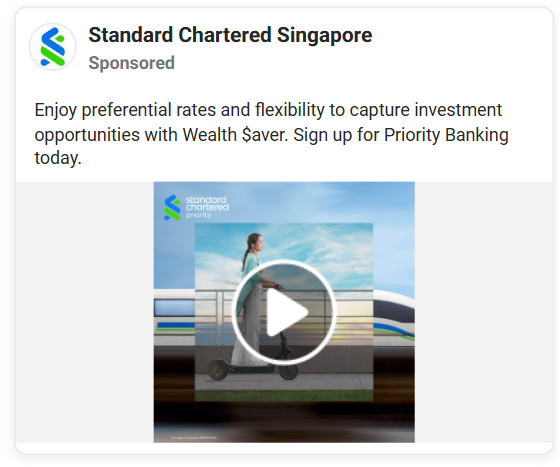 Standard Chartered Singapore
Sponsored
Enjoy preferential rates and flexibility to capture investment
opportunities with Wealth $aver. Sign up for Priority Banking
today.
standard
chartered
priority